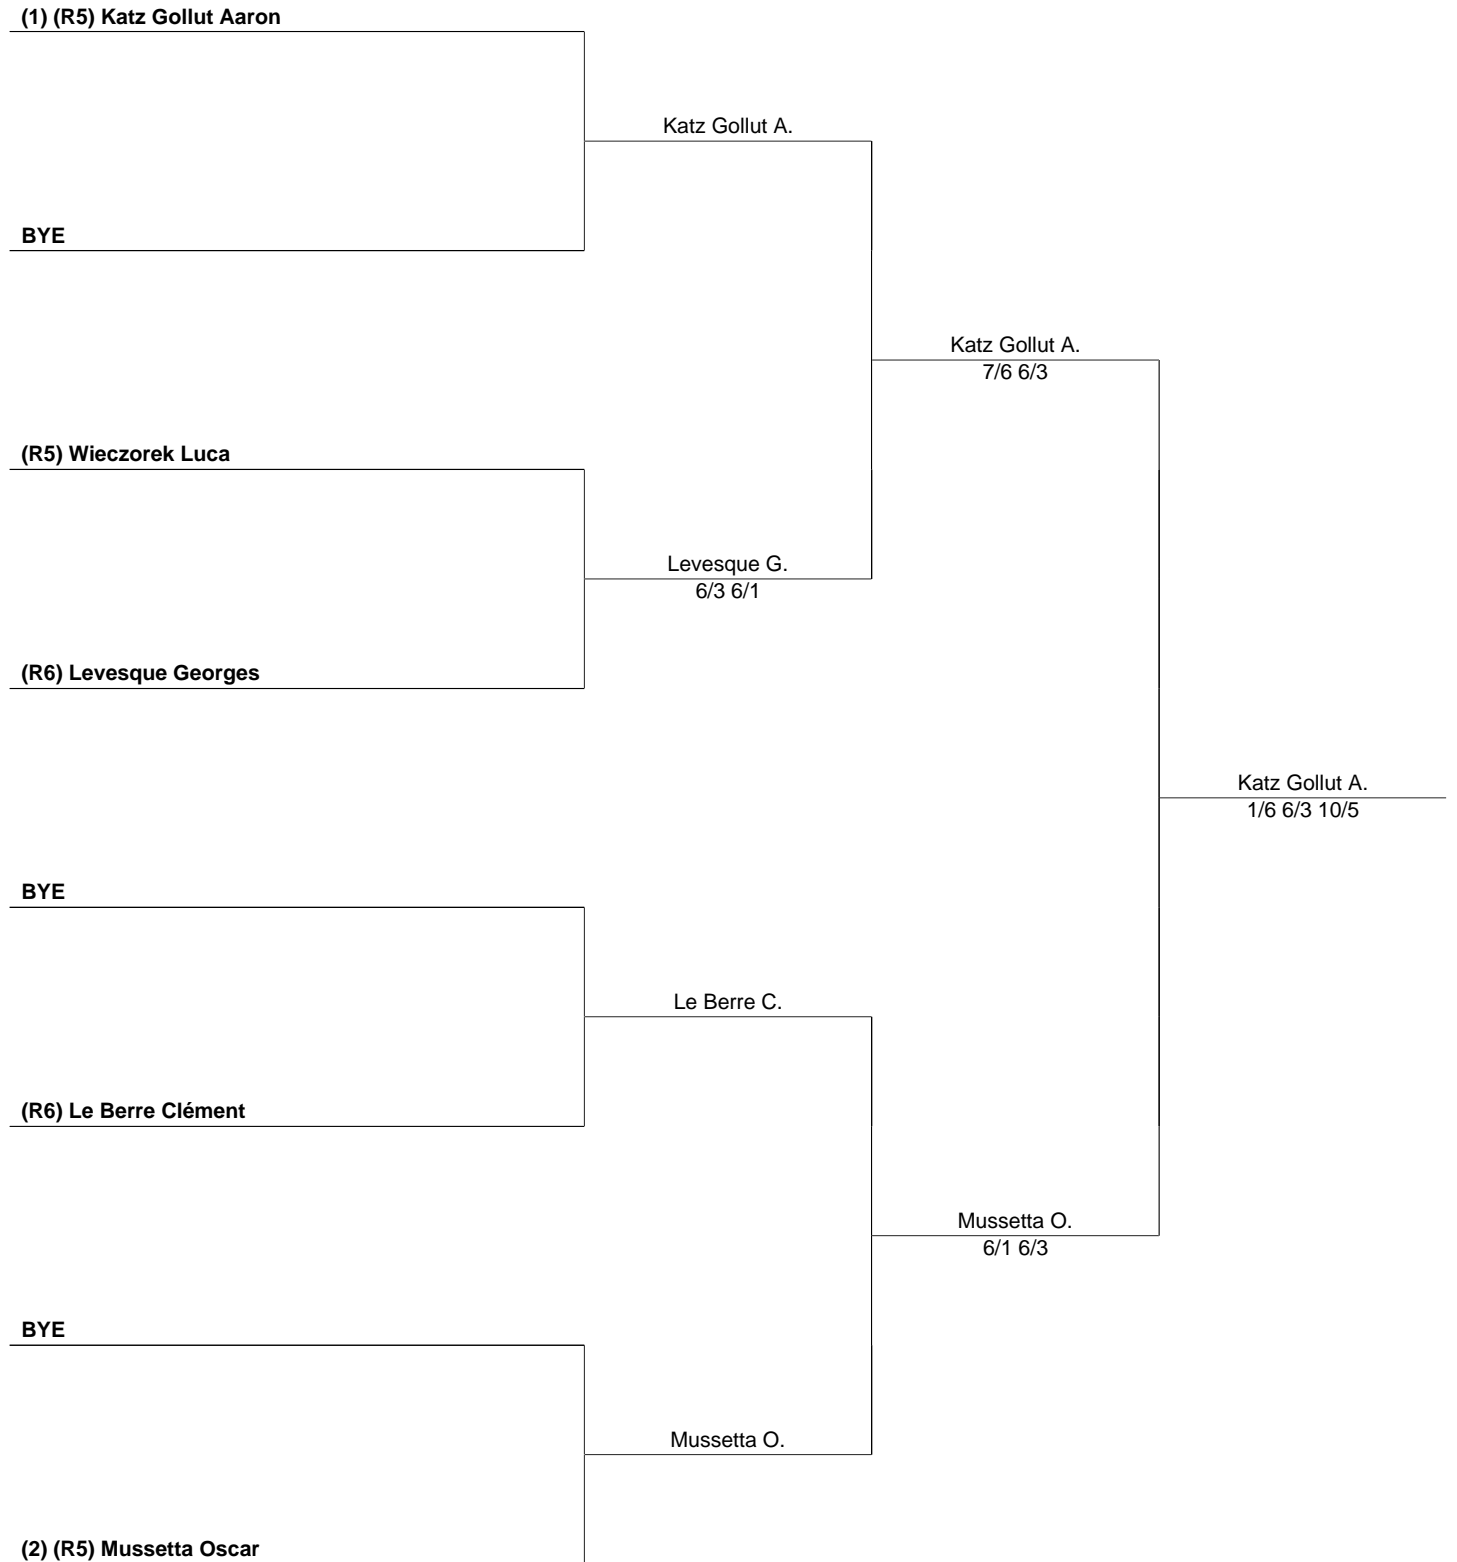 (1) (R5) Katz Gollut Aaron
Katz Gollut A.
BYE
Katz Gollut A.
7/6 6/3
(R5) Wieczorek Luca
Levesque G.
6/3 6/1
(R6) Levesque Georges
Katz Gollut A.
1/6 6/3 10/5
BYE
Le Berre C.
(R6) Le Berre Clément
Mussetta O.
6/1 6/3
BYE
Mussetta O.
(2) (R5) Mussetta Oscar